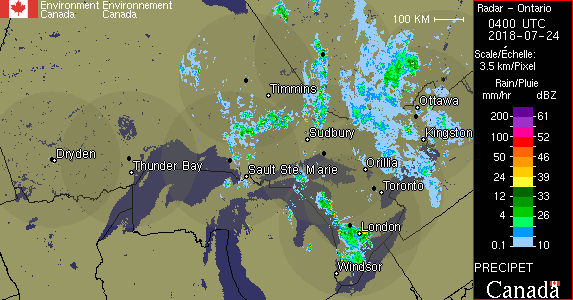 Environment Environnement
Canada Canada
100 KM
Timmins
Ottawa
Sudbury
Kingston
Dryden
Thunder Bay
Sault Ste. Marie
Orillia
Toronto
London
Windsor
Radar - Ontario
0400 UTC
2018-07-24
Scale/Échelle:
3.5 km/Pixel
Rain/Pluie
mm/hr dBZ
200 61
100 52
50 46
24 39
12 33
4 26
0.1 10
PRECIPET
Canada